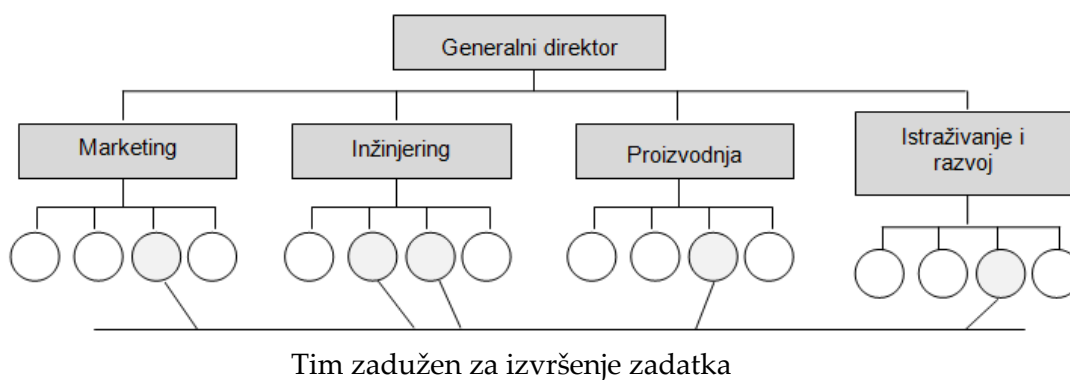 Generalni direktor
Marketing
Inžinjering
Proizvodnja
Istraživanje i
razvoj
Tim zadužen za izvršenje zadatka